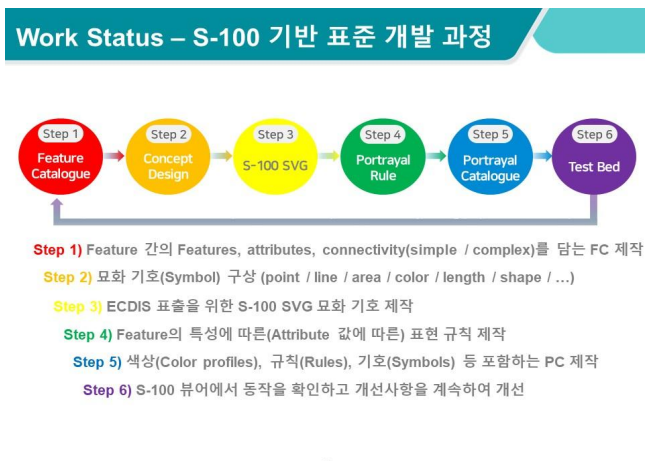 Work Status – S-100 기반 표준 개발 과정
Step 1
Feature
Catalogue
Step 2
Concept
Design
Step 3
S-100 SVG
Step 4
Portrayal
Rule
Step 5
Portrayal
Catalogue
Step 6
Test Bed
Step 1) Feature 간의 Features, attributes, connectivity(simple / complex)를 담는 FC 제작
Step 2) 묘화 기호(Symbol) 구상 (point / line / area / color / length / shape / …)
Step 3) ECDIS 표출을 위한 S-100 SVG 묘화 기호 제작
Step 4) Feature의 특성에 따른(Attribute 값에 따른) 표현 규칙 제작
Step 5) 색상(Color profiles), 규칙(Rules), 기호(Symbols) 등 포함하는 PC 제작
Step 6) S-100 뷰어에서 동작을 확인하고 개선사항을 계속하여 개선